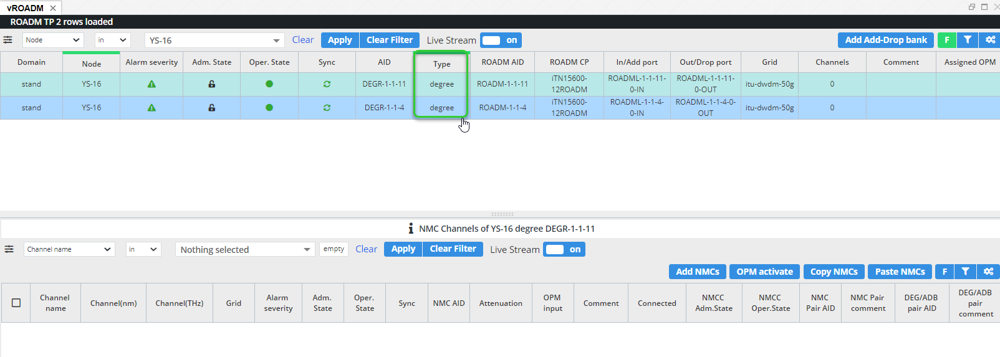 vROADM ×
ROADM TP 2 rows loaded
Node in YS-16 Clear Apply Clear Filter Live Stream on Add Add-Drop bank F
Domain Node Alarm severity Adm. State Oper. State Sync AID Type ROADM AID ROADM CP In/Add port Out/Drop port Grid Channels Comment Assigned OPM
stand YS-16 DEGR-1-1-11 degree ROADM-1-1-11 iTN15600-12ROADM ROADML-1-1-11-0-IN ROADML-1-1-11-0-OUT itu-dwdm-50g 0
stand YS-16 DEGR-1-1-4 degree ROADM-1-1-4 iTN15600-12ROADM ROADML-1-1-4-0-IN ROADML-1-1-4-0-OUT itu-dwdm-50g 0
NMC Channels of YS-16 degree DEGR-1-1-11
Channel name in Nothing selected empty Clear Apply Clear Filter Live Stream on
Add NMCs OPM activate Copy NMCs Paste NMCs F
Channel name Channel(nm) Channel(THz) Grid Alarm severity Adm. State Oper. State Sync NMC AID Attenuation OPM input Comment Connected NMCC Adm.State NMCC Oper.State NMC Pair AID NMC Pair comment DEG/ADB pair AID DEG/ADB pair comment